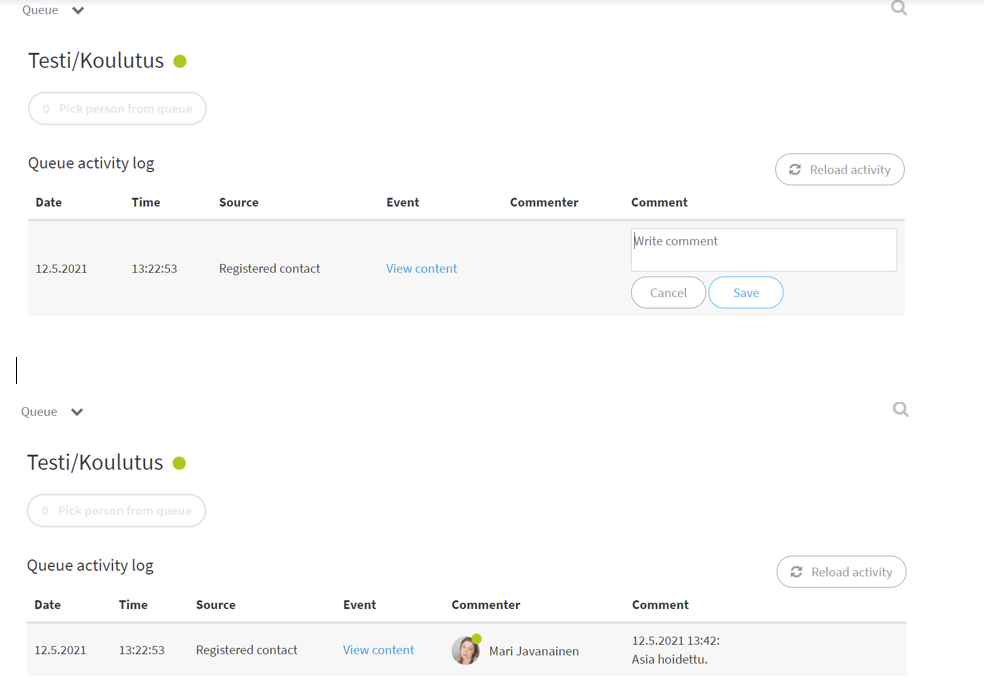 Queue
Testi/Koulutus
0 Pick person from queue
Queue activity log
Reload activity
Date Time Source Event Commenter Comment
Write comment
12.5.2021 13:22:53 Registered contact View content
Cancel Save
Queue
Testi/Koulutus
0 Pick person from queue
Queue activity log
Reload activity
Date Time Source Event Commenter Comment
12.5.2021 13:22:53 Registered contact View content Mari Javanainen 12.5.2021 13:42:
Asia hoidettu.